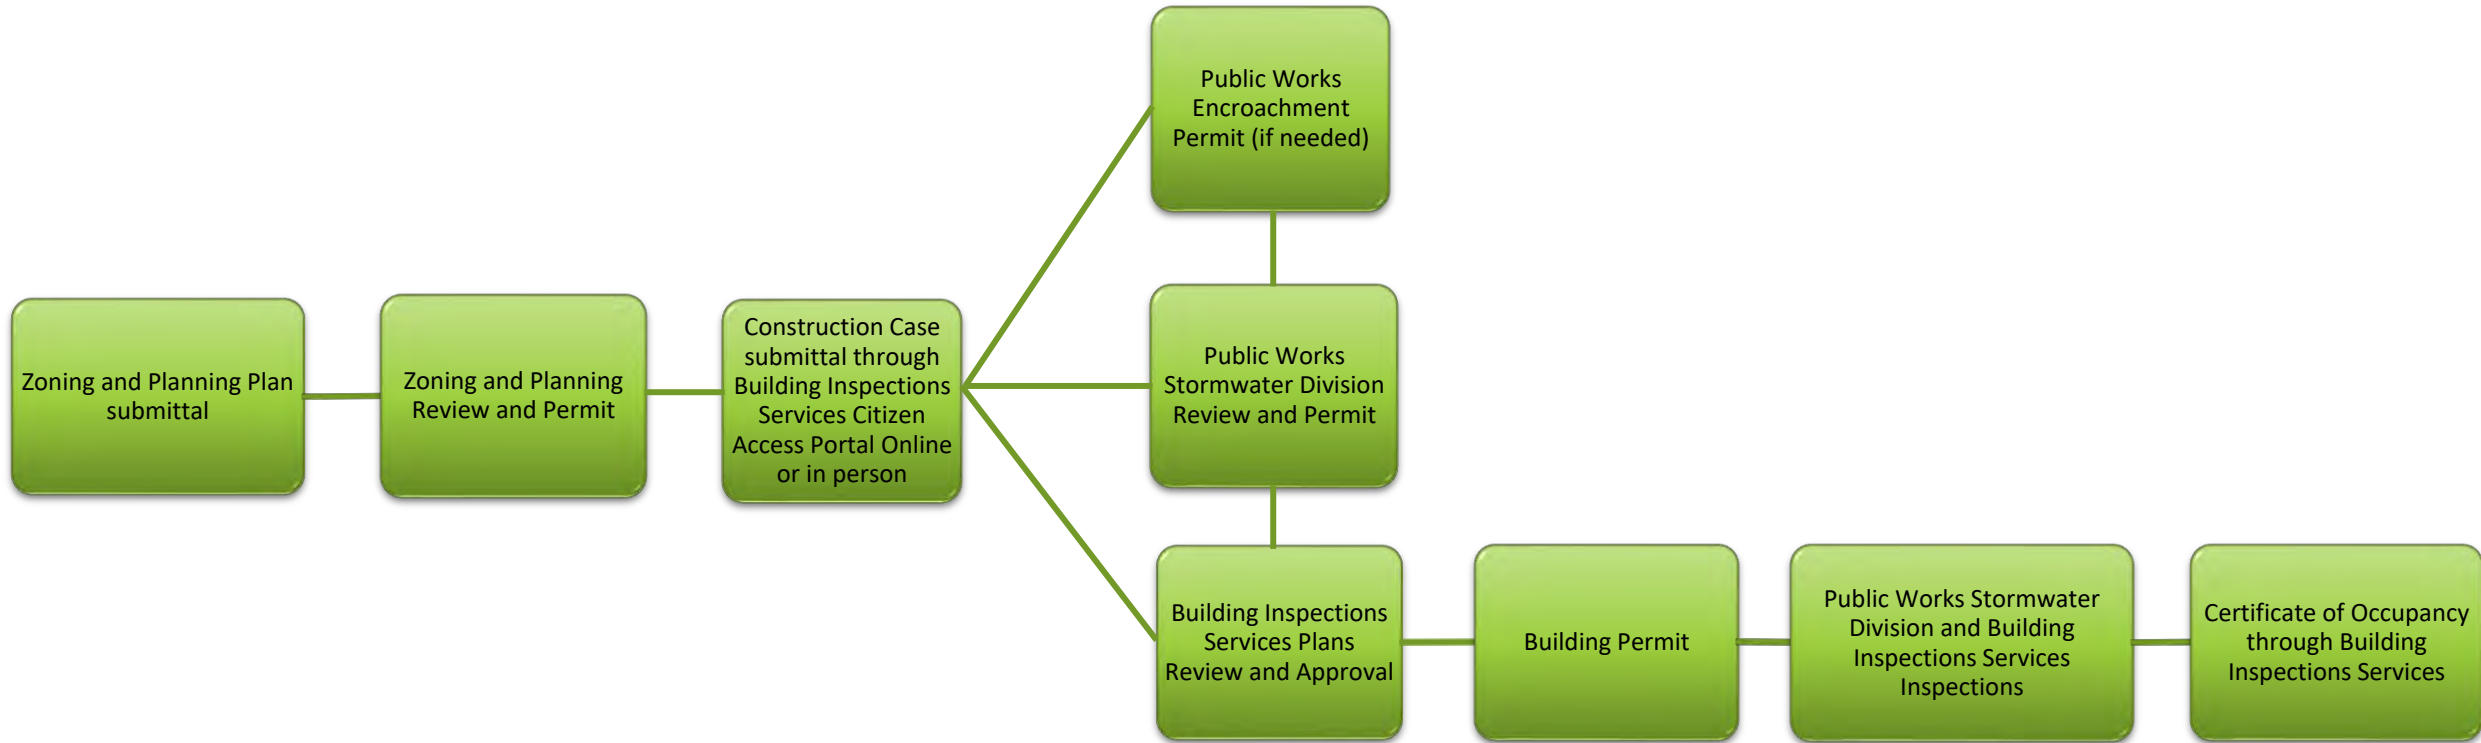 Zoning and Planning Plan
submittal
Zoning and Planning
Review and Permit
Construction Case
submittal through
Building Inspections
Services Citizen
Access Portal Online
or in person
Public Works
Encroachment
Permit (if needed)
Public Works
Stormwater Division
Review and Permit
Building Inspections
Services Plans
Review and Approval
Building Permit
Public Works Stormwater
Division and Building
Inspections Services
Inspections
Certificate of Occupancy
through Building
Inspections Services